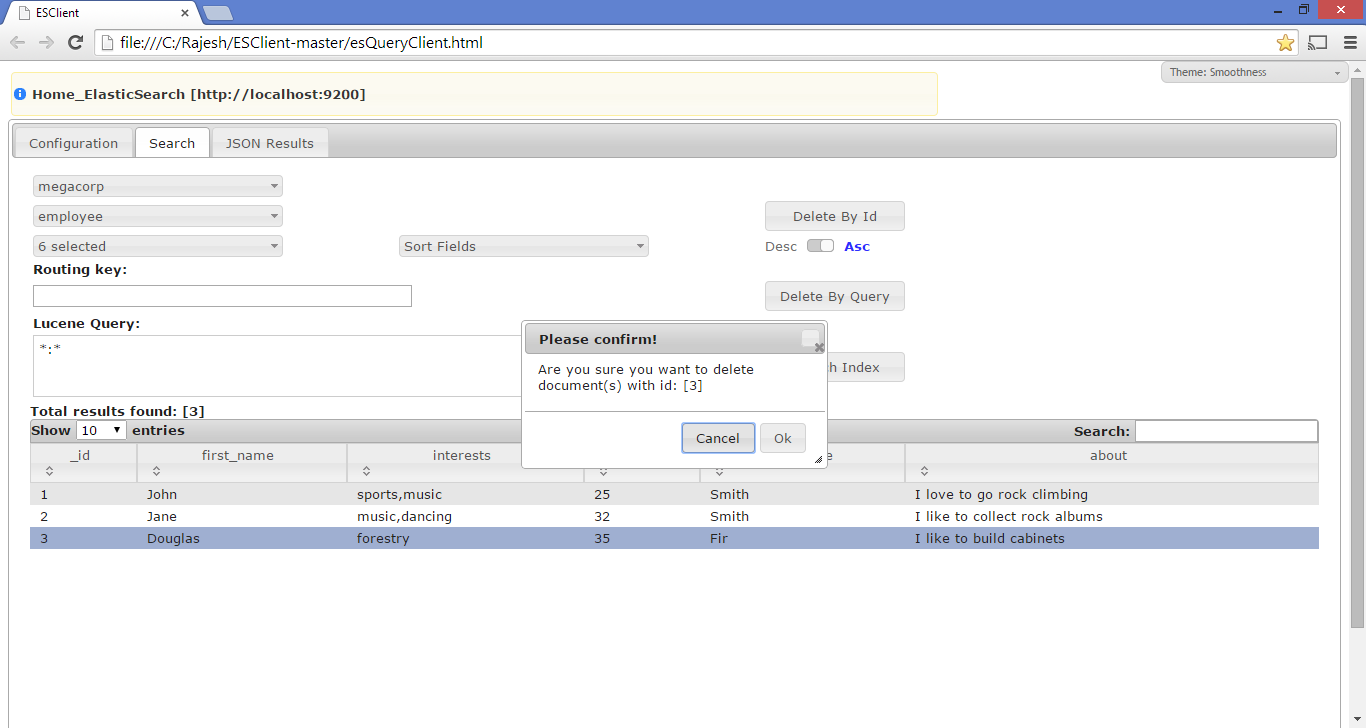 ESClient
file:///C:/Rajesh/ESClient-master/esQueryClient.html
Theme: Smoothness
Home_ElasticSearch [http://localhost:9200]
Configuration Search JSON Results
megacorp
employee Delete By Id
6 selected Sort Fields Desc Asc
Routing key:
Delete By Query
Lucene Query:
*:*
Please confirm!
Are you sure you want to delete
document(s) with id: [3]
Index
Cancel Ok
Total results found: [3]
Show 10 entries Search:
_id first_name interests about
1 John sports,music 25 Smith I love to go rock climbing
2 Jane music,dancing 32 Smith I like to collect rock albums
3 Douglas forestry 35 Fir I like to build cabinets